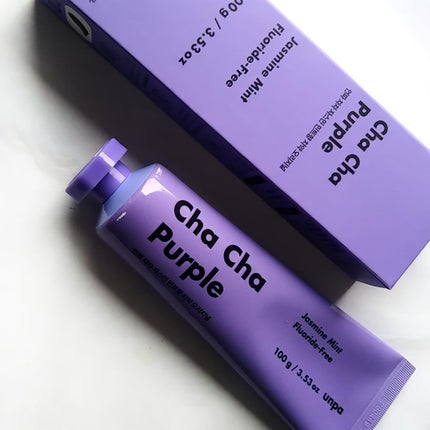 100g / 3.53 oz
Jasmine Mint
Fluoride-Free
Cha Cha
Purple
Cha Cha
Purple
Jasmine Mint
Fluoride-Free
100 g / 3.53 oz unpa